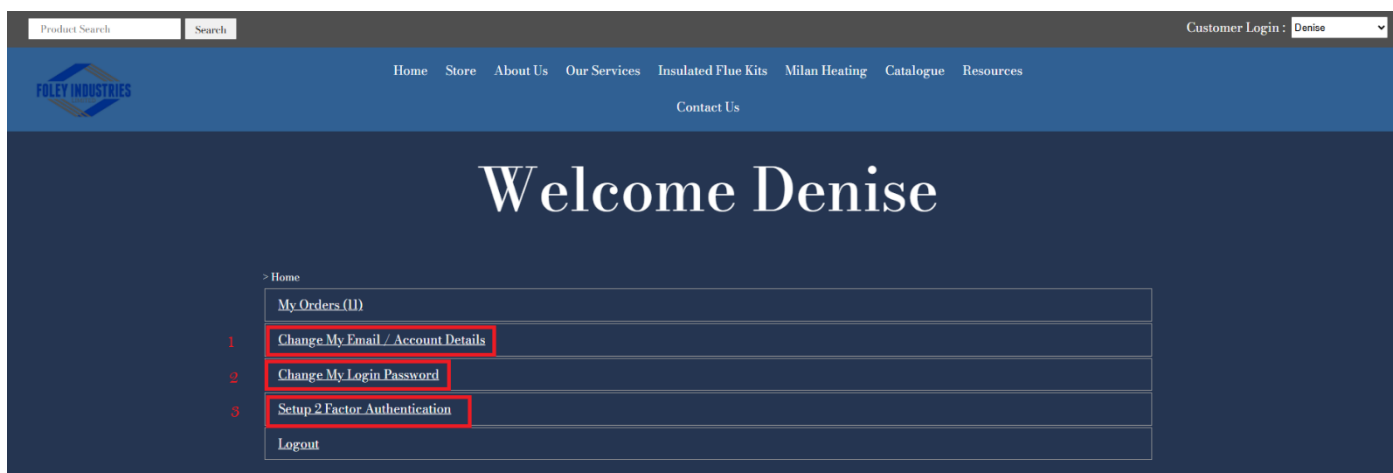 Product Search Search Customer Login : Denise
FOLEY INDUSTRIES
Home Store About Us Our Services Insulated Flue Kits Milan Heating Catalogue Resources
Contact Us
Welcome Denise
> Home
My Orders (11)
1 Change My Email / Account Details
2 Change My Login Password
3 Setup 2 Factor Authentication
Logout